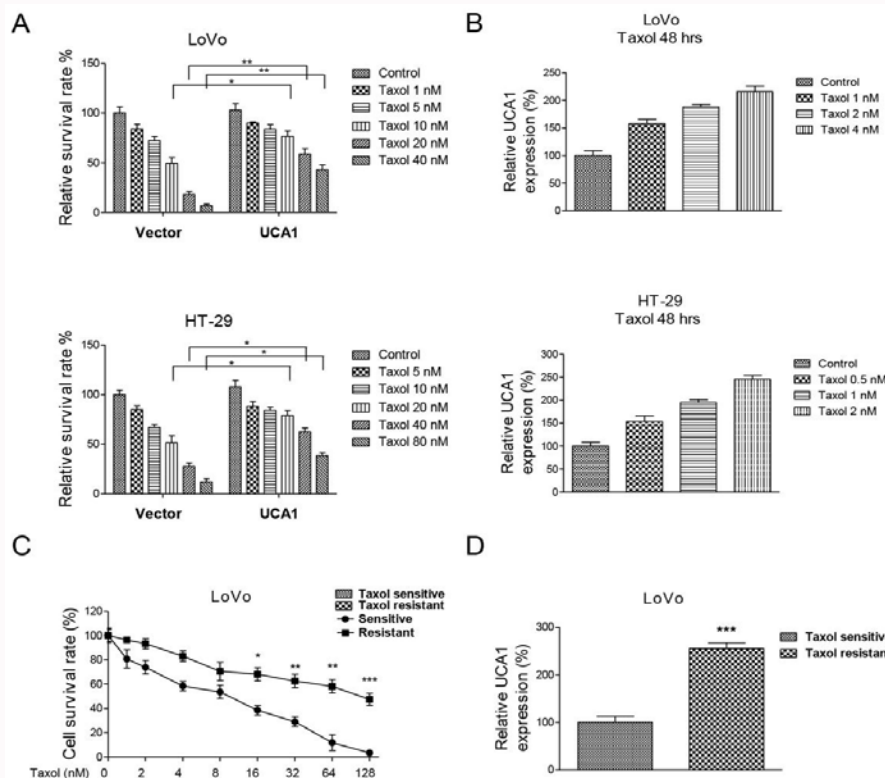 A
LoVo
Relative survival rate %
150
100
50
0
**
**
*
Vector
UCA1
Control
Taxol 1 nM
Taxol 5 nM
Taxol 10 nM
Taxol 20 nM
Taxol 40 nM
B
LoVo
Taxol 48 hrs
Relative UCA1
expression (%)
250
200
150
100
50
0
Control
Taxol 1 nM
Taxol 2 nM
Taxol 4 nM
HT-29
Relative survival rate %
150
100
50
0
*
*
*
Vector
UCA1
Control
Taxol 5 nM
Taxol 10 nM
Taxol 20 nM
Taxol 40 nM
Taxol 80 nM
HT-29
Taxol 48 hrs
Relative UCA1
expression (%)
300
250
200
150
100
50
0
Control
Taxol 0.5 nM
Taxol 1 nM
Taxol 2 nM
C
LoVo
Cell survival rate (%)
120
100
80
60
40
20
0
* ** ** ***
Taxol (nM) 0 2 4 8 16 32 64 128
Taxol sensitive
Taxol resistant
Sensitive
Resistant
D
LoVo
Relative UCA1
expression (%)
300
200
100
0
***
Taxol sensitive
Taxol resistan